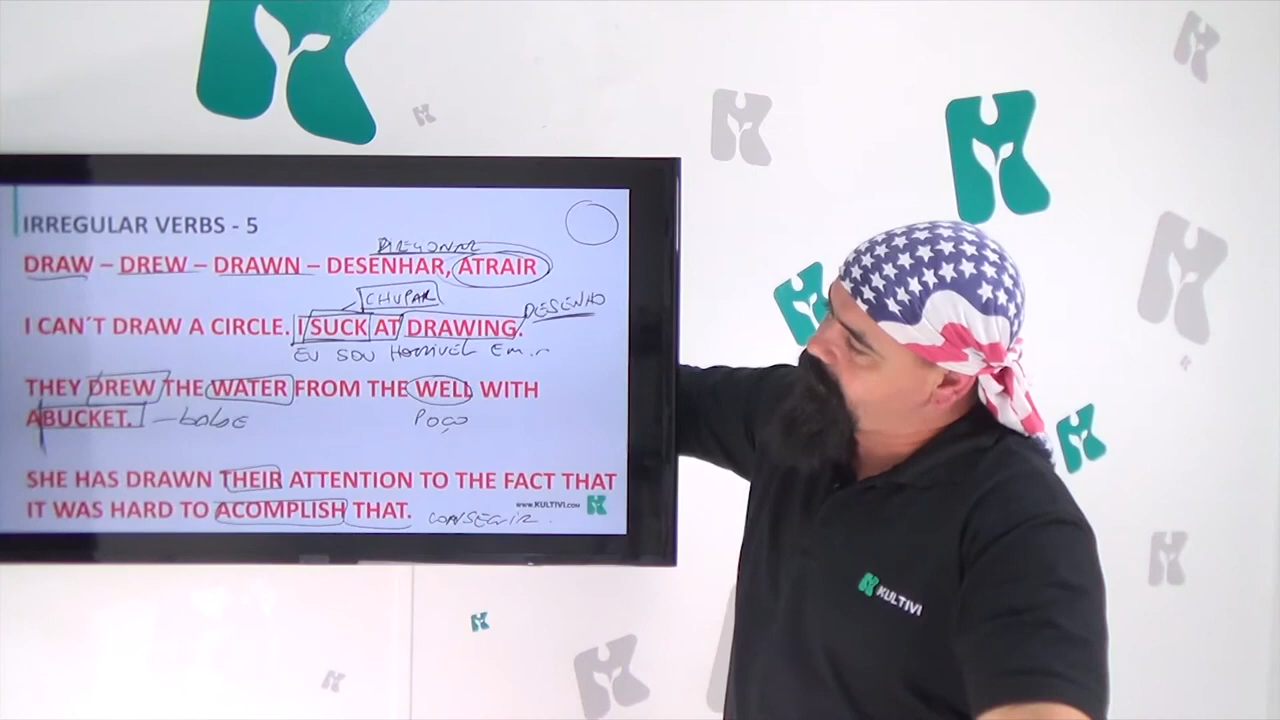 IRREGULAR VERBS - 5
DIRECIONAR
DRAW – DREW – DRAWN – DESENHAR, ATRAIR
CHUPAR
DESENHO
I CAN´T DRAW A CIRCLE. I SUCK AT DRAWING.
EU SOU HORRÍVEL EM...
THEY DREW THE WATER FROM THE WELL WITH
ABUCKET. – balde
POÇO
SHE HAS DRAWN THEIR ATTENTION TO THE FACT THAT
IT WAS HARD TO ACOMPLISH THAT.
CONSEGUIR.
WWW.KULTIVI.COM
KULTIVI